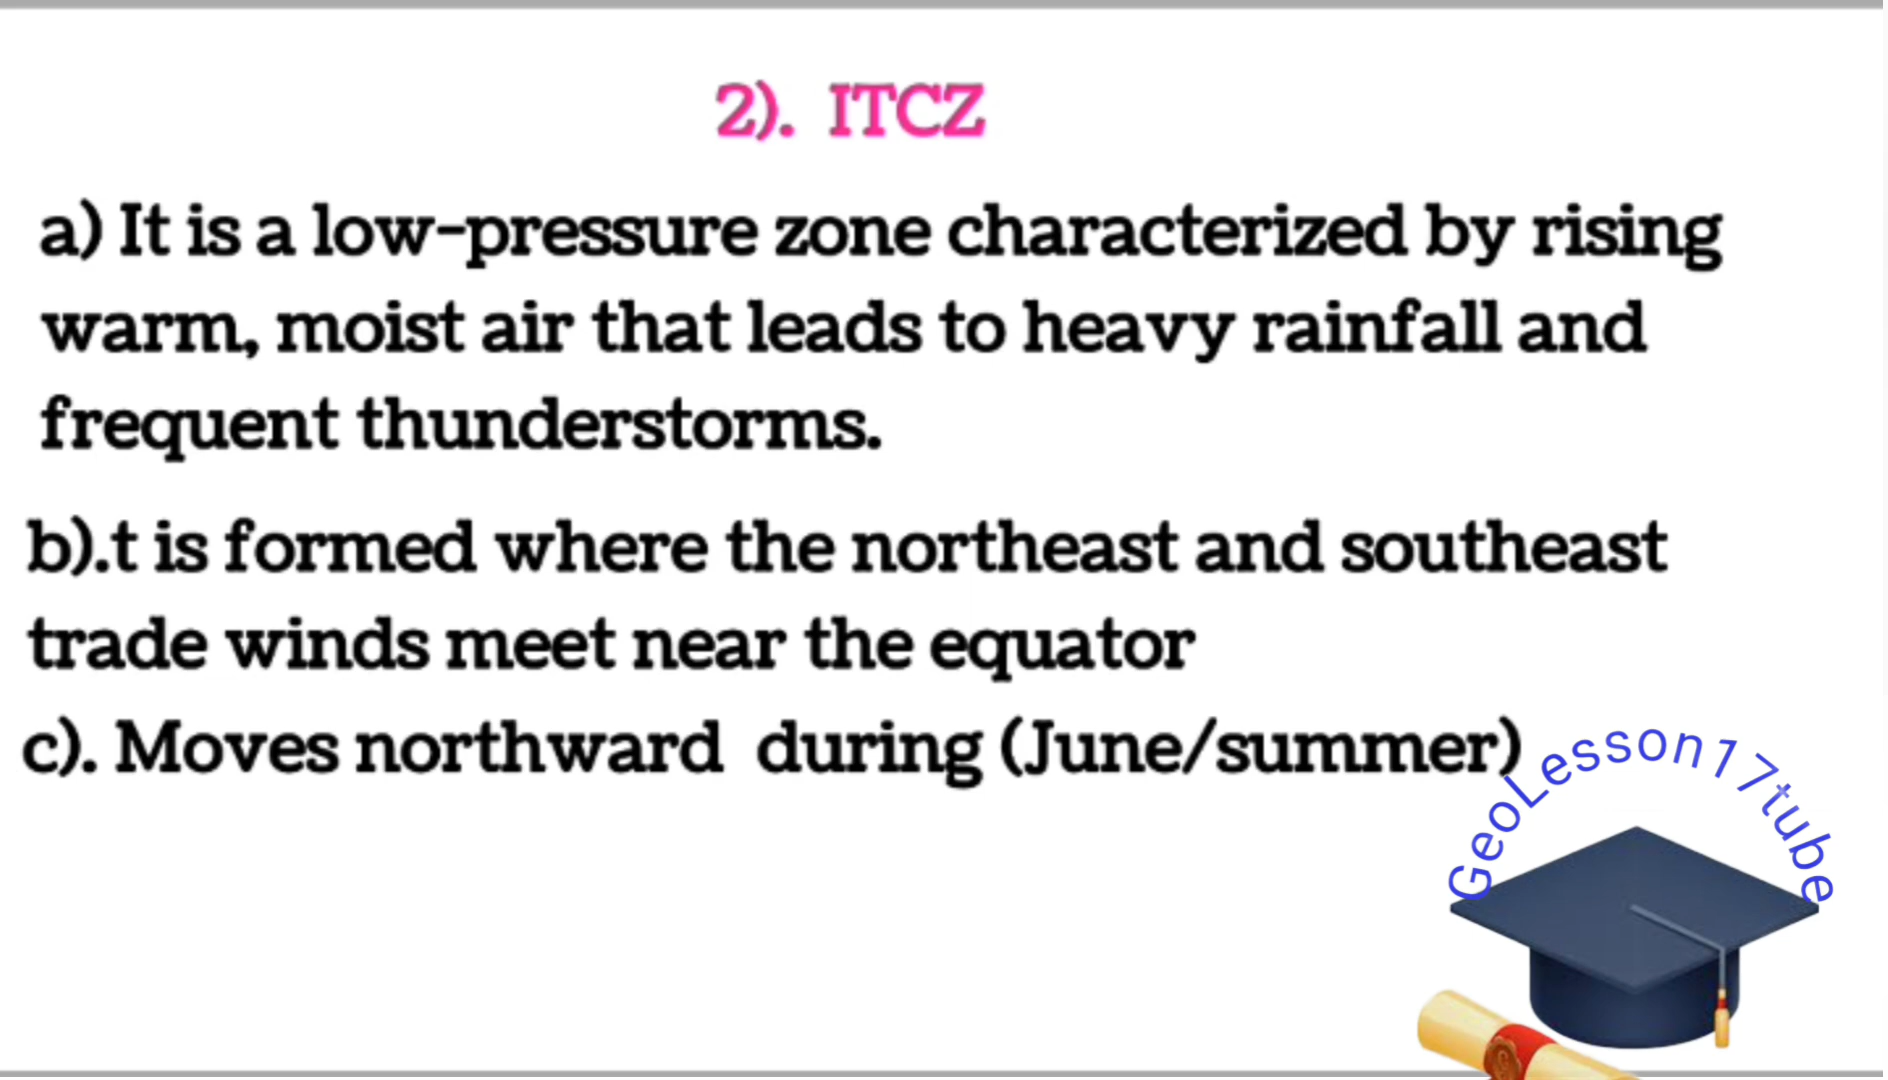 2). ITCZ
a) It is a low-pressure zone characterized by rising
warm, moist air that leads to heavy rainfall and
frequent thunderstorms.
b).t is formed where the northeast and southeast
trade winds meet near the equator
c). Moves northward during (June/summer)
GeoLesson17tube